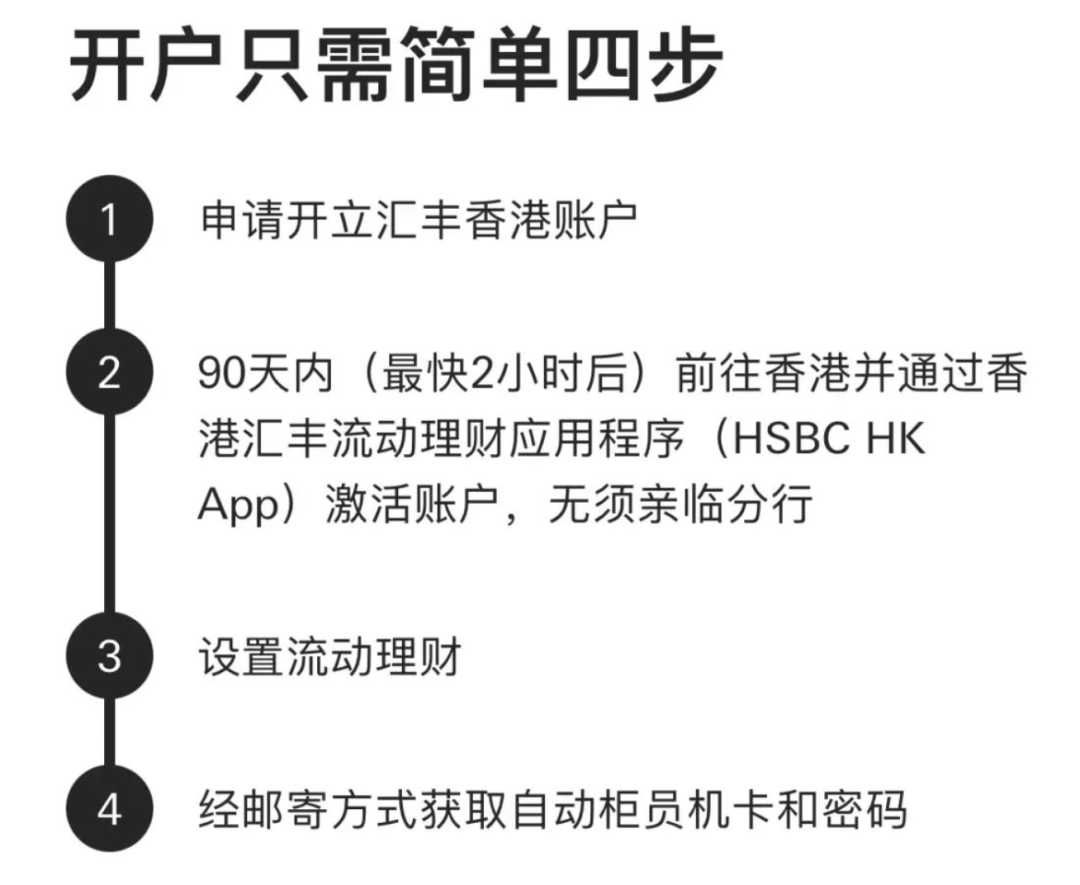 开户只需简单四步
1 申请开立汇丰香港账户
2 90天内（最快2小时后）前往香港并通过香
港汇丰流动理财应用程序（HSBC HK
App）激活账户，无须亲临分行
3 设置流动理财
4 经邮寄方式获取自动柜员机卡和密码